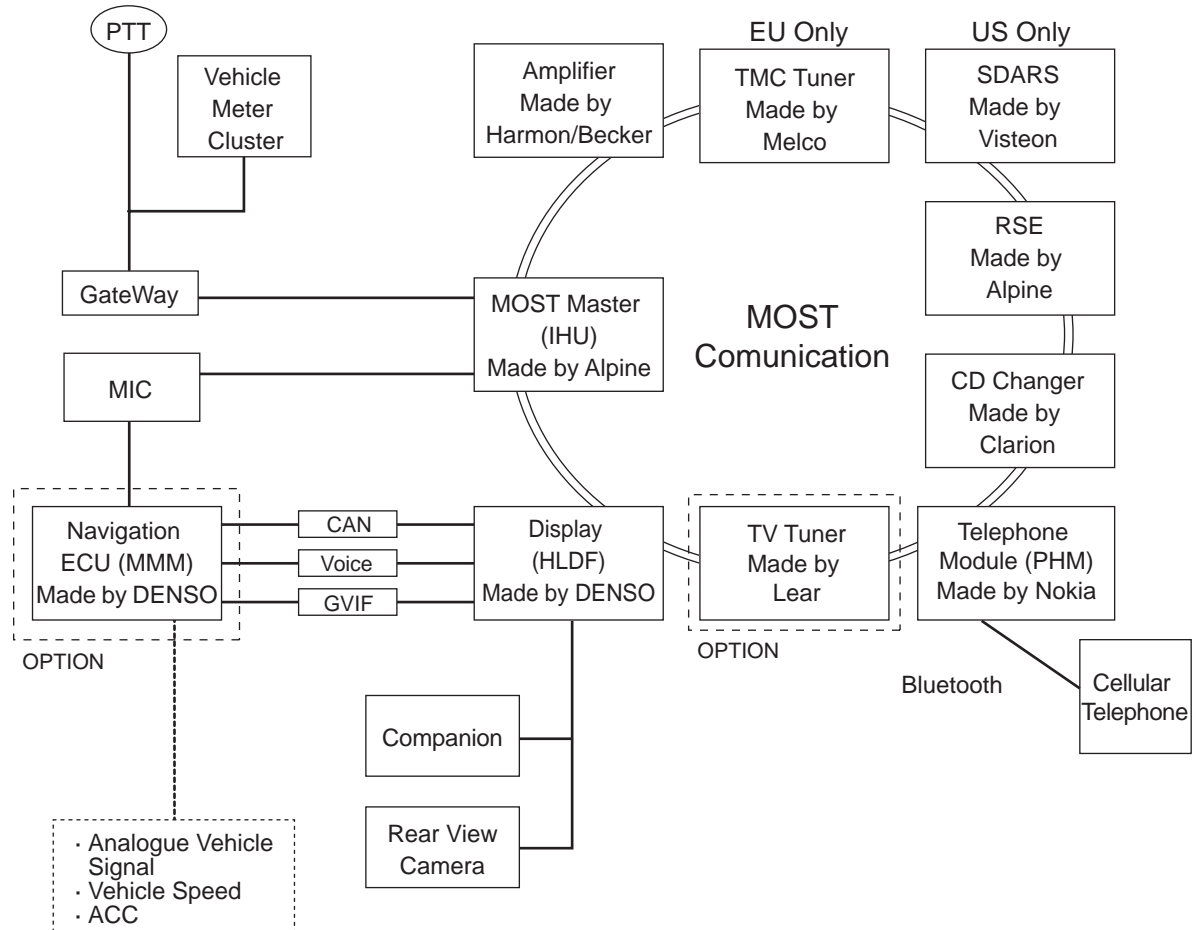 PTT
Vehicle
Meter
Cluster
GateWay
MIC
Navigation
ECU (MMM)
Made by DENSO
OPTION
· Analogue Vehicle
Signal
· Vehicle Speed
· ACC
CAN
Voice
GVIF
Amplifier
Made by
Harmon/Becker
EU Only
TMC Tuner
Made by
Melco
US Only
SDARS
Made by
Visteon
RSE
Made by
Alpine
MOST Master
(IHU)
Made by Alpine
MOST
Comunication
CD Changer
Made by
Clarion
Display
(HLDF)
Made by DENSO
TV Tuner
Made by
Lear
OPTION
Telephone
Module (PHM)
Made by Nokia
Bluetooth
Cellular
Telephone
Companion
Rear View
Camera